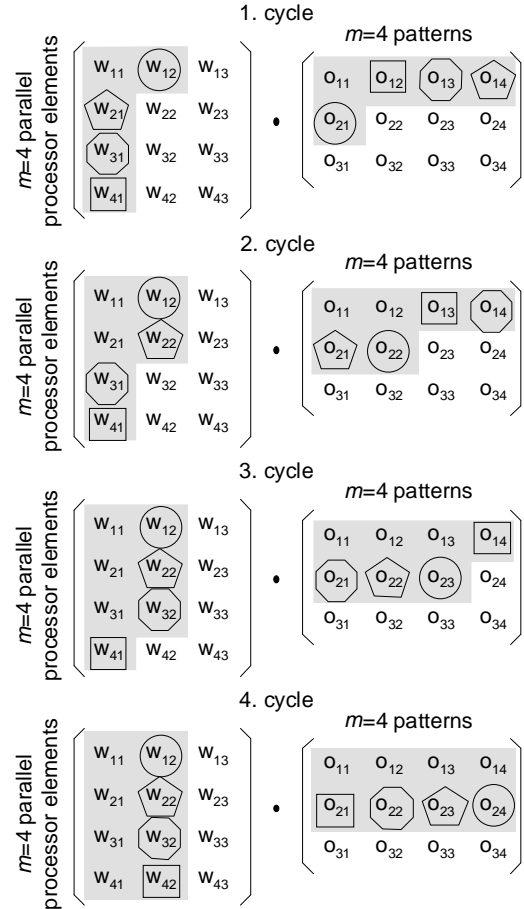 1. cycle
m=4 patterns
m=4 parallel
processor elements
w11 w12 w13
w21 w22 w23
w31 w32 w33
w41 w42 w43
•
o11 o12 o13 o14
o21 o22 o23 o24
o31 o32 o33 o34
2. cycle
m=4 patterns
m=4 parallel
processor elements
w11 w12 w13
w21 w22 w23
w31 w32 w33
w41 w42 w43
•
o11 o12 o13 o14
o21 o22 o23 o24
o31 o32 o33 o34
3. cycle
m=4 patterns
m=4 parallel
processor elements
w11 w12 w13
w21 w22 w23
w31 w32 w33
w41 w42 w43
•
o11 o12 o13 o14
o21 o22 o23 o24
o31 o32 o33 o34
4. cycle
m=4 patterns
m=4 parallel
processor elements
w11 w12 w13
w21 w22 w23
w31 w32 w33
w41 w42 w43
•
o11 o12 o13 o14
o21 o22 o23 o24
o31 o32 o33 o34